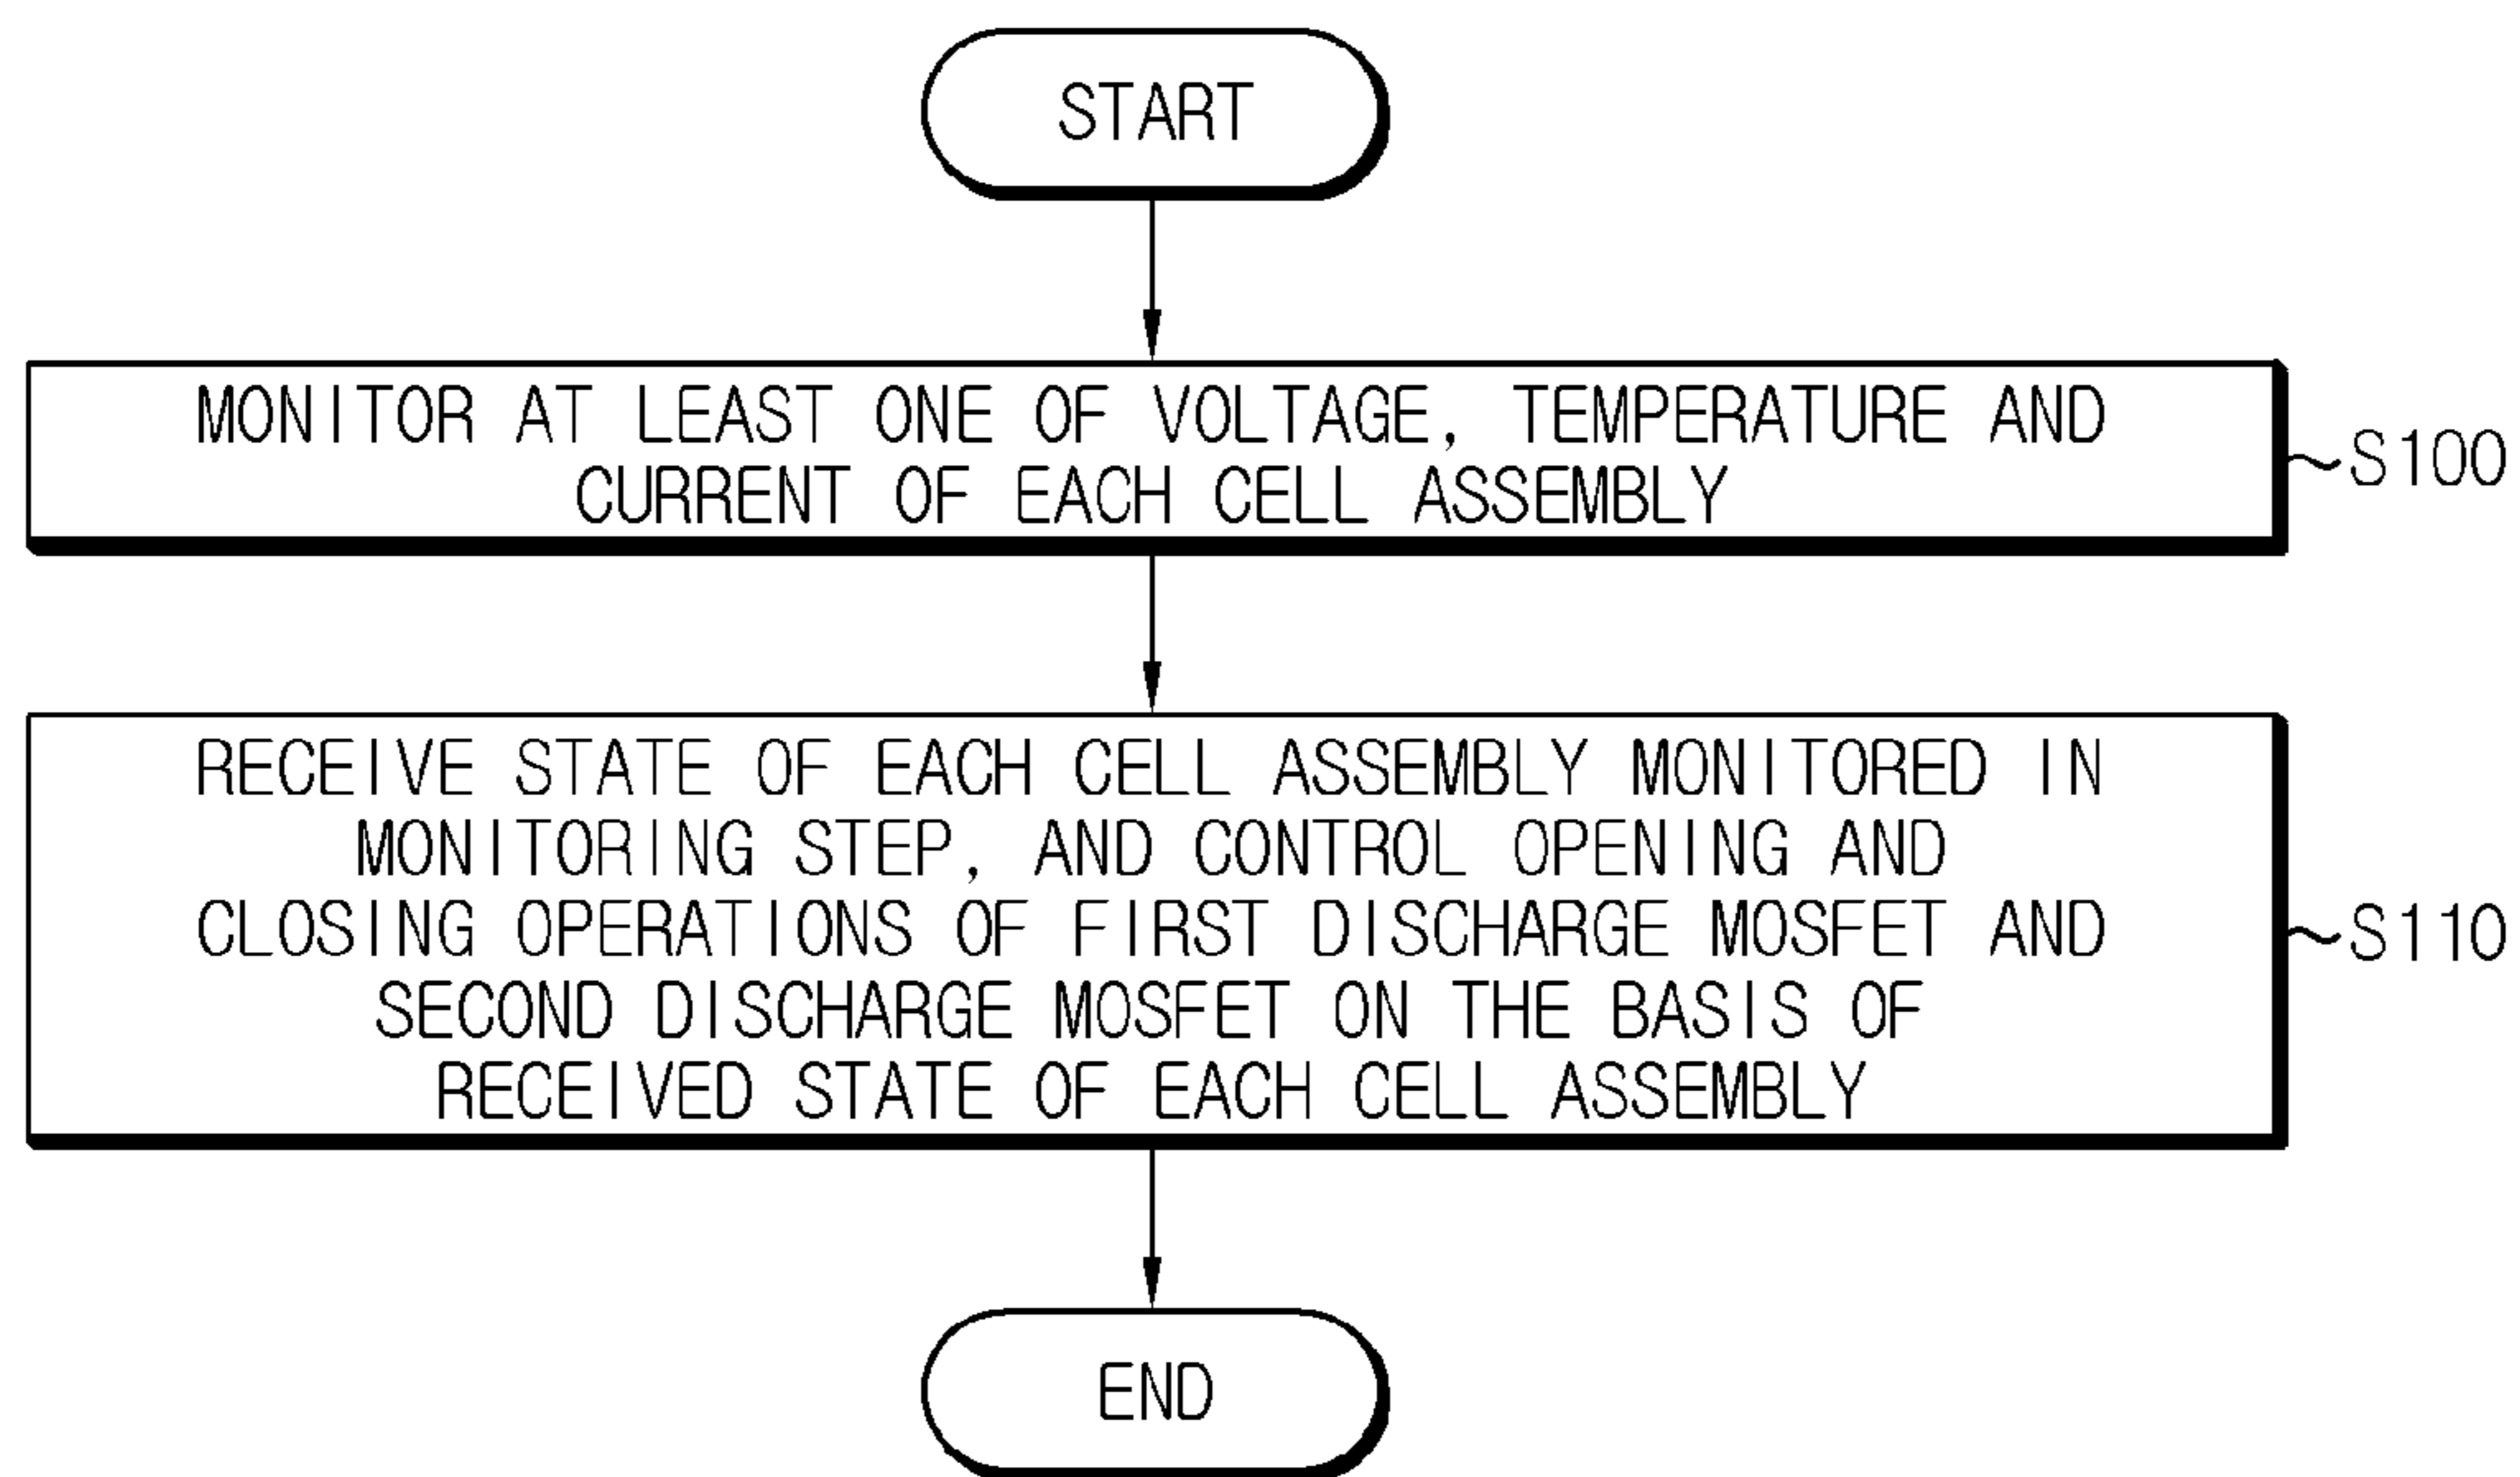 START
MONITOR AT LEAST ONE OF VOLTAGE, TEMPERATURE AND
CURRENT OF EACH CELL ASSEMBLY
S100
RECEIVE STATE OF EACH CELL ASSEMBLY MONITORED IN
MONITORING STEP, AND CONTROL OPENING AND
CLOSING OPERATIONS OF FIRST DISCHARGE MOSFET AND
SECOND DISCHARGE MOSFET ON THE BASIS OF
RECEIVED STATE OF EACH CELL ASSEMBLY
S110
END